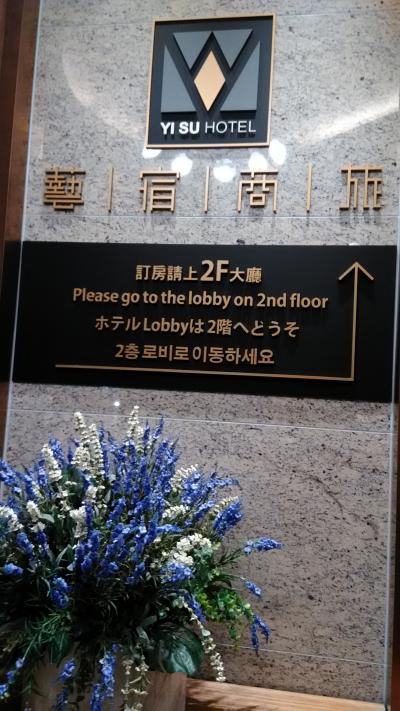 YI SU HOTEL
藝|宿|商|旅
訂房請上2F大廳
Please go to the lobby on 2nd floor
ホテルLobbyは2階へどうぞ
2층 로비로 이동하세요